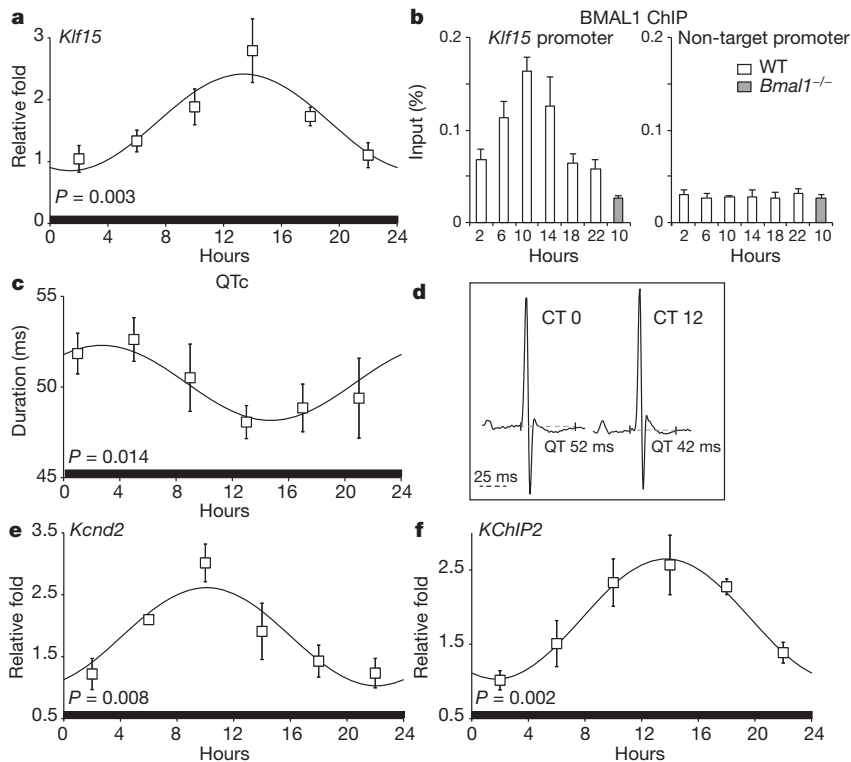 a
Klf15
Relative fold
3
2
1
0
P = 0.003
0 4 8 12 16 20 24
Hours
b
BMAL1 ChIP
Klf15 promoter
Non-target promoter
Input (%)
0.2
0.1
0
2 6 10 14 18 22 10
Hours
0.2
0.1
0
WT
Bmal1–/–
2 6 10 14 18 22 10
Hours
c
QTc
Duration (ms)
55
50
45
P = 0.014
0 4 8 12 16 20 24
Hours
d
CT 0
CT 12
QT 52 ms
QT 42 ms
25 ms
e
Kcnd2
Relative fold
3.5
2.5
1.5
0.5
P = 0.008
0 4 8 12 16 20 24
Hours
f
KChIP2
Relative fold
2.5
1.5
0.5
P = 0.002
0 4 8 12 16 20 24
Hours